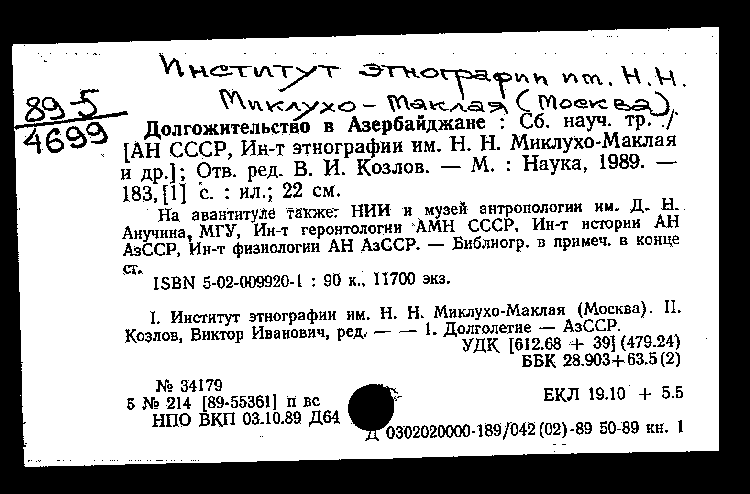 Институт этнографии им. Н.Н.
89-5
Миклухо-Маклая (Москва).
4699
Долгожительство в Азербайджане : Сб. науч. тр. /
[АН СССР, Ин-т этнографии им. Н. Н. Миклухо-Маклая
и др.]; Отв. ред. В. И. Козлов. — М. : Наука, 1989. —
183,[1] с. : ил.; 22 см.
На авантитуле также: НИИ и музей антропологии им. Д. Н.
Анучина, МГУ, Ин-т геронтологии АМН СССР, Ин-т истории АН
АзССР, Ин-т физиологии АН АзССР. — Библиогр. в примеч. в конце
ст.
ISBN 5-02-009920-1 : 90 к., 11700 экз.
I. Институт этнографии им. Н. Н. Миклухо-Маклая (Москва). II.
Козлов, Виктор Иванович, ред. — — 1. Долголетие — АзССР.
УДК [612.68 + 39] (479.24)
ББК 28.903+63.5(2)
№ 34179
5 № 214 [89-55361] п вс
ЕКЛ 19.10 + 5.5
НПО ВКП 03.10.89 Д64
Д 0302020000-189/042(02)-89 50-89 кн. 1